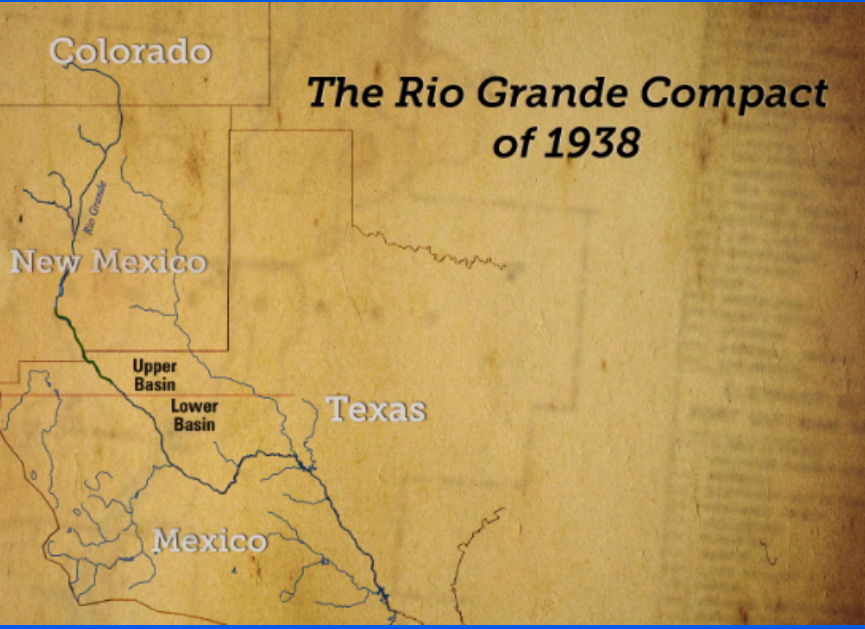 Colorado
The Rio Grande Compact
of 1938
Rio Grande
New Mexico
Upper
Basin
Lower
Basin
Texas
Mexico